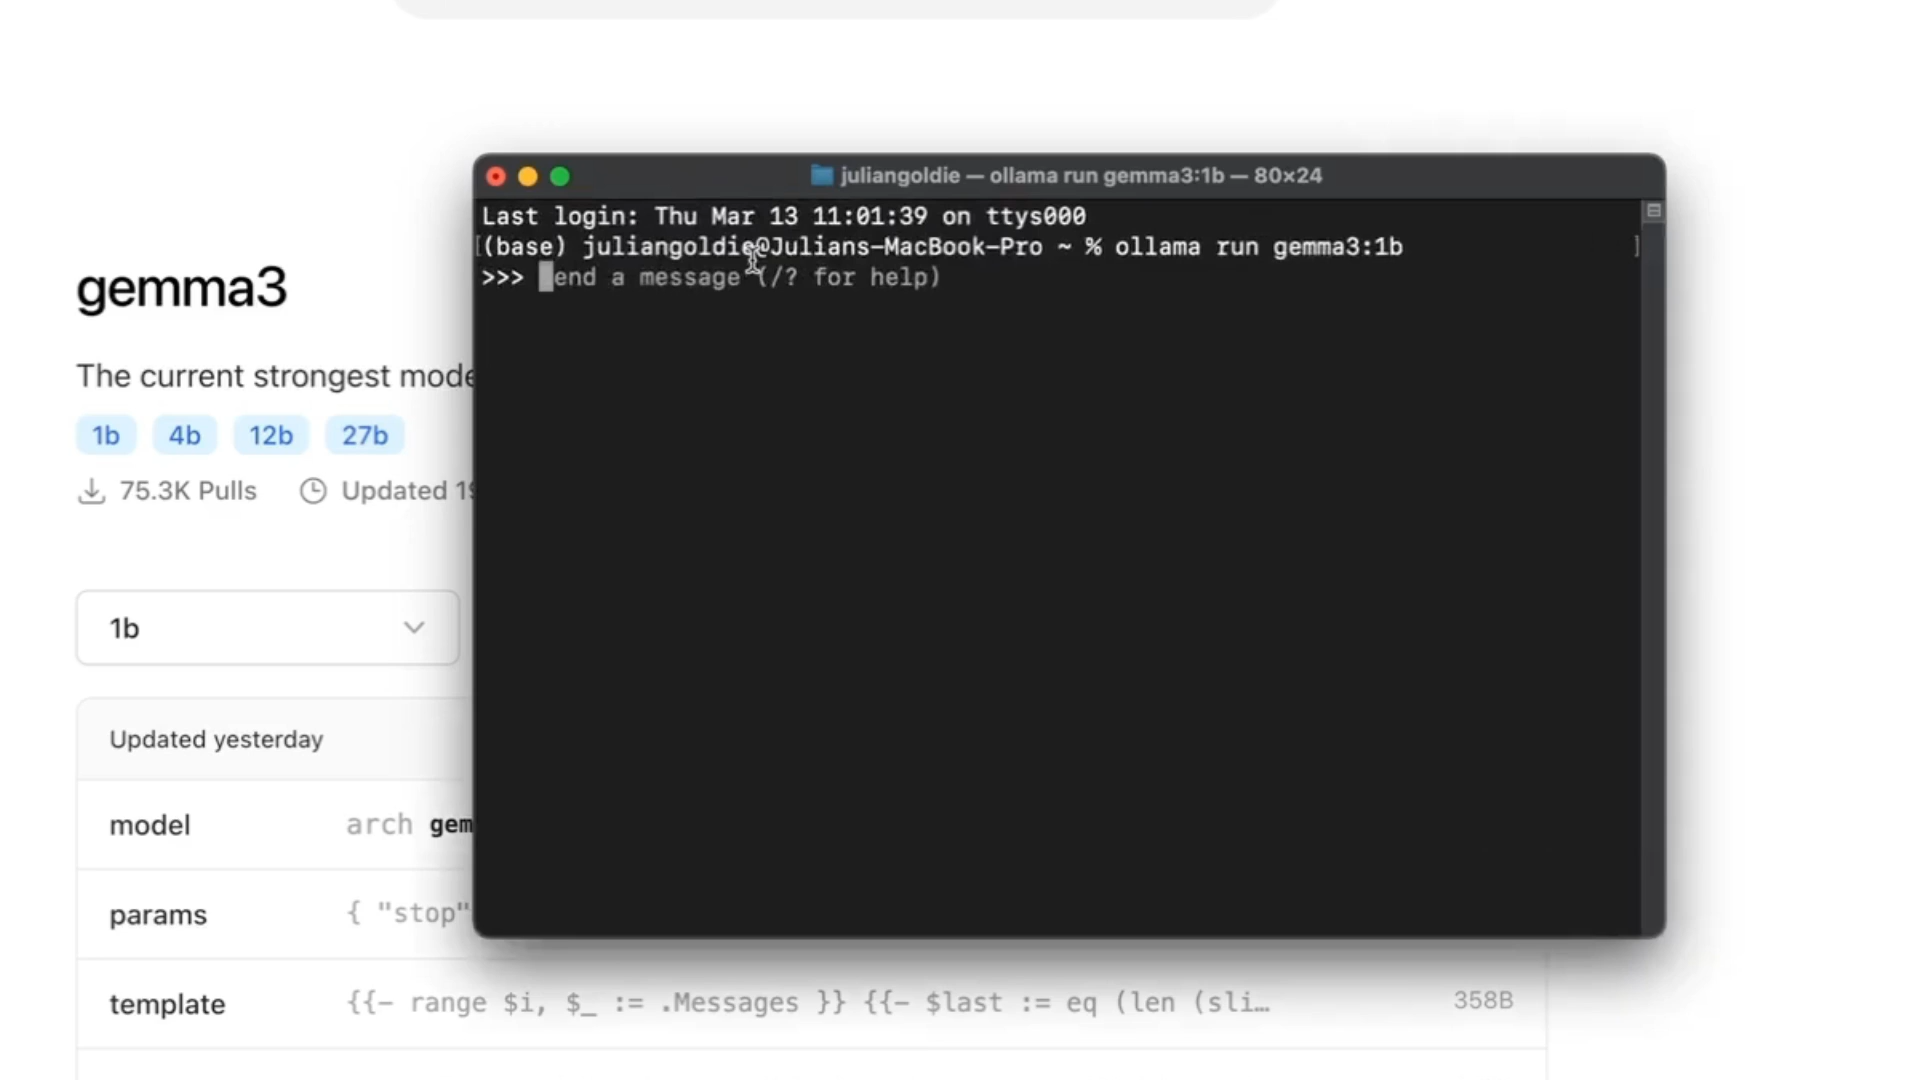 juliangoldie — ollama run gemma3:1b — 80×24
Last login: Thu Mar 13 11:01:39 on ttys000
(base) juliangoldie@Julians-MacBook-Pro ~ % ollama run gemma3:1b
>>> end a message (/? for help)
gemma3
The current strongest mode
1b 4b 12b 27b
75.3K Pulls Updated 19
1b
Updated yesterday
model arch gem
params { "stop"
template {{- range $i, $_ := .Messages }} {{- $last := eq (len (sli… 358B